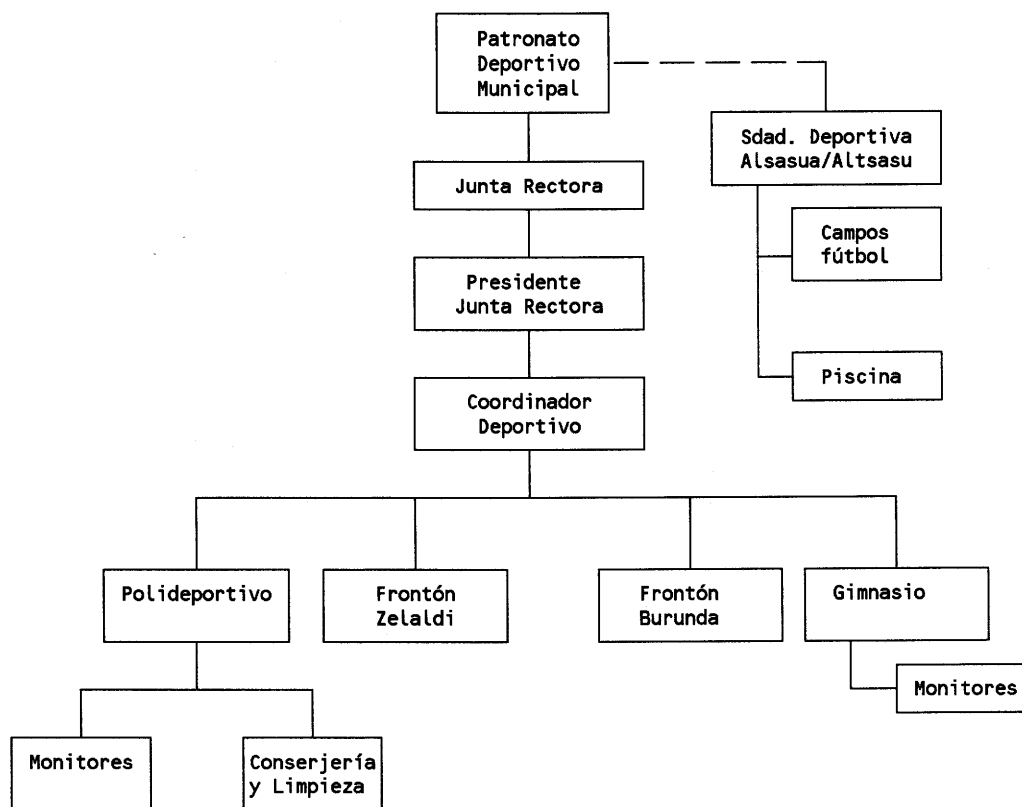 Patronato
Deportivo
Municipal
Sdad. Deportiva
Alsasua/Altsasu
Junta Rectora
Campos
fútbol
Presidente
Junta Rectora
Piscina
Coordinador
Deportivo
Polideportivo
Frontón
Zelaldi
Frontón
Burunda
Gimnasio
Monitores
Monitores
Conserjería
y Limpieza